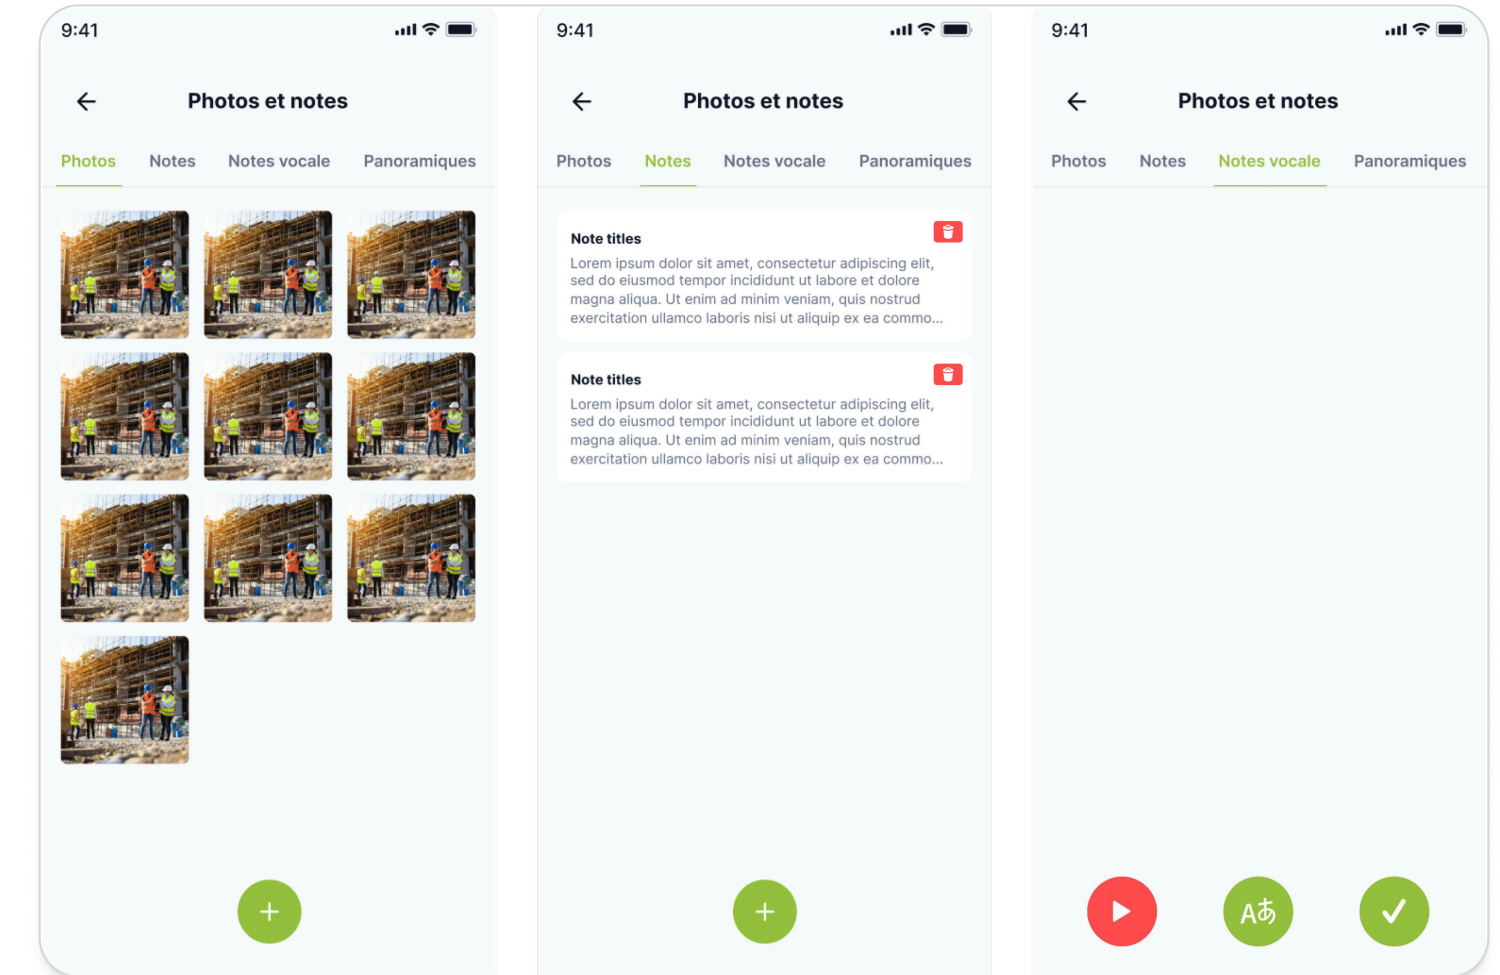 9:41
Photos et notes
Photos Notes Notes vocale Panoramiques
9:41
Photos et notes
Photos Notes Notes vocale Panoramiques
Note titles
Lorem ipsum dolor sit amet, consectetur adipiscing elit,
sed do eiusmod tempor incididunt ut labore et dolore
magna aliqua. Ut enim ad minim veniam, quis nostrud
exercitation ullamco laboris nisi ut aliquip ex ea commo...
Note titles
Lorem ipsum dolor sit amet, consectetur adipiscing elit,
sed do eiusmod tempor incididunt ut labore et dolore
magna aliqua. Ut enim ad minim veniam, quis nostrud
exercitation ullamco laboris nisi ut aliquip ex ea commo...
9:41
Photos et notes
Photos Notes Notes vocale Panoramiques
Aあ